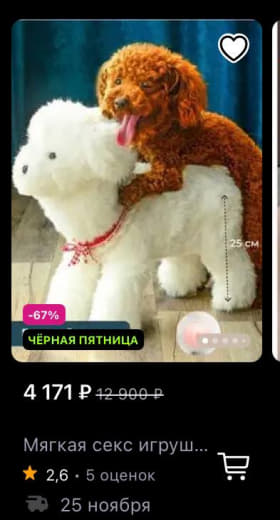 25 см
-67%
ЧЁРНАЯ ПЯТНИЦА
4 171 ₽ 12 900 ₽
Мягкая секс игруш...
2,6 • 5 оценок
25 ноября